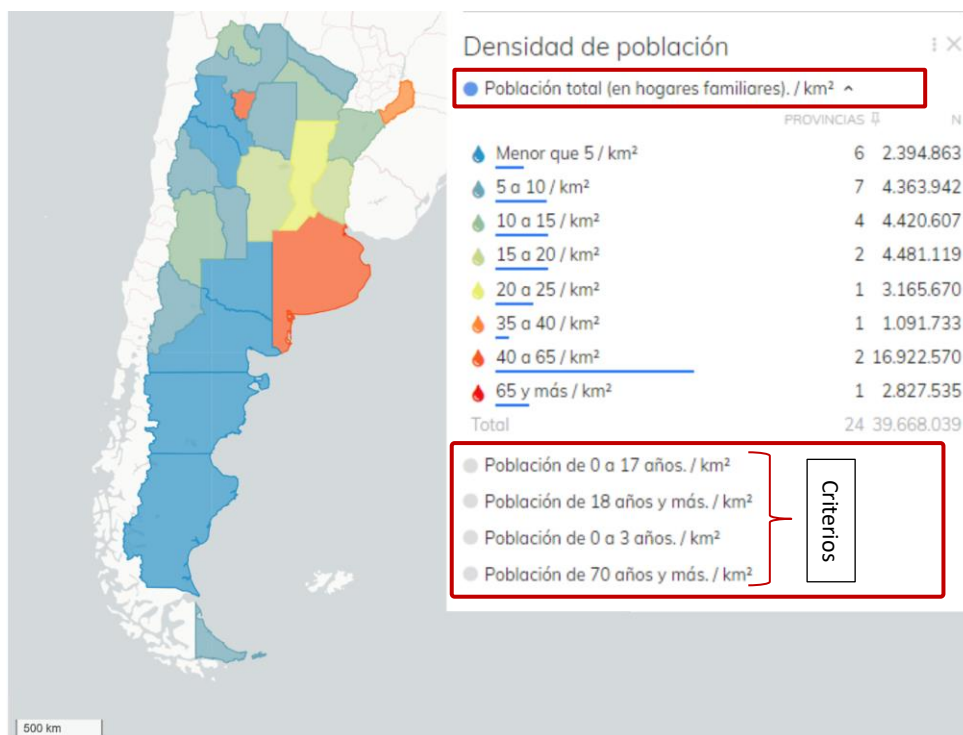 Densidad de población
Población total (en hogares familiares). / km²
PROVINCIAS N
Menor que 5 / km² 6 2.394.863
5 a 10 / km² 7 4.363.942
10 a 15 / km² 4 4.420.607
15 a 20 / km² 2 4.481.119
20 a 25 / km² 1 3.165.670
35 a 40 / km² 1 1.091.733
40 a 65 / km² 2 16.922.570
65 y más / km² 1 2.827.535
Total 24 39.668.039
Población de 0 a 17 años. / km²
Población de 18 años y más. / km²
Población de 0 a 3 años. / km²
Población de 70 años y más. / km²
Criterios
500 km